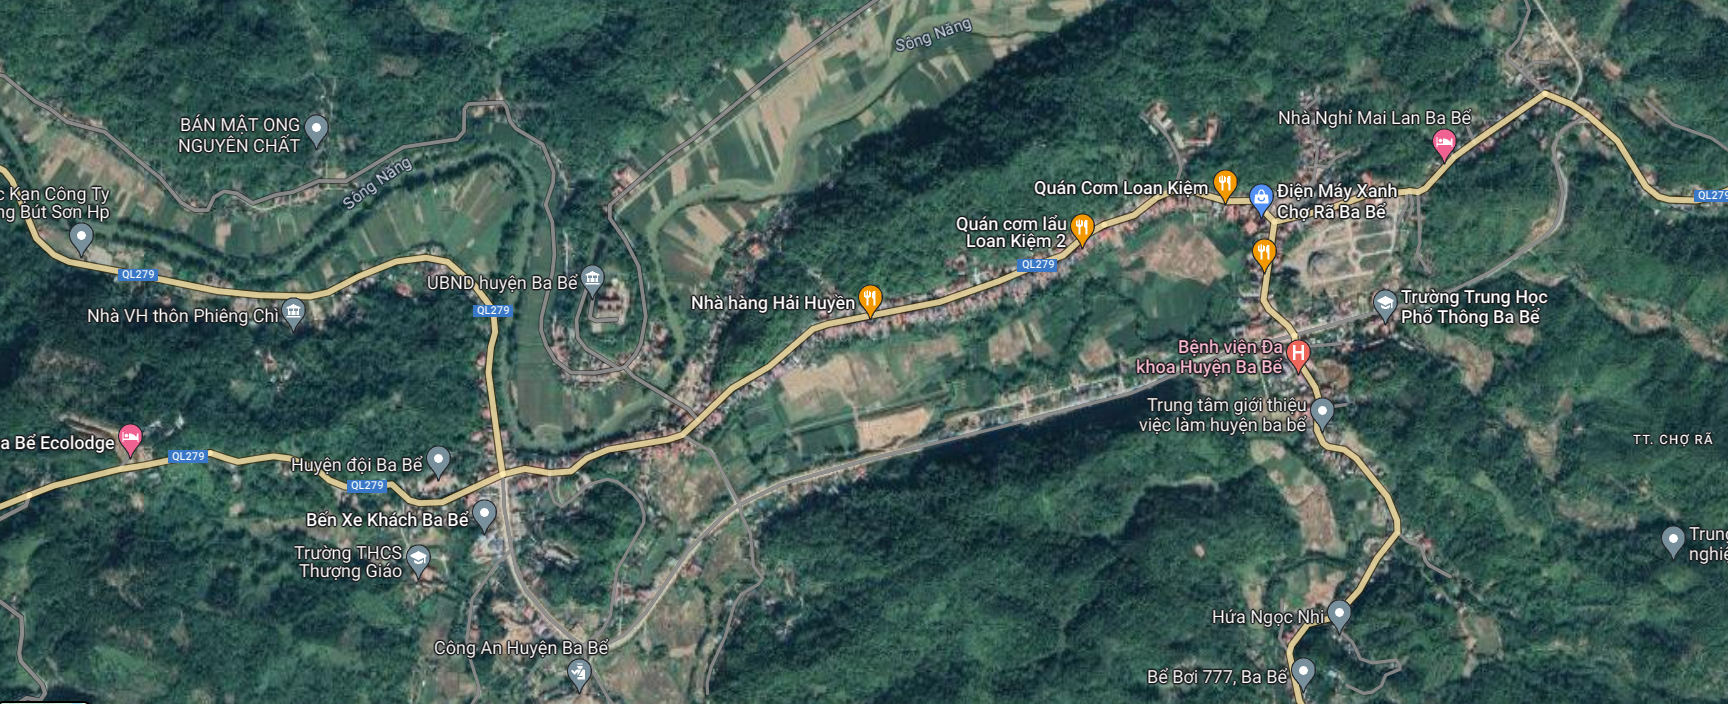 Sông Năng
BÁN MẬT ONG
NGUYÊN CHẤT
Nhà Nghỉ Mai Lan Ba Bể
Sông Năng
c Kạn Công Ty
ng Bút Sơn Hp
Quán Cơm Loan Kiệm
Điện Máy Xanh
Chợ Rã Ba Bể
QL279
Quán cơm lẩu
Loan Kiệm 2
QL279
QL279
UBND huyện Ba Bể
Nhà VH thôn Phiêng Chì
QL279
Nhà hàng Hải Huyền
Trường Trung Học
Phổ Thông Ba Bể
Bệnh viện Đa
khoa Huyện Ba Bể
H
Trung tâm giới thiệu
việc làm huyện ba bể
TT. CHỢ RÃ
a Bể Ecolodge
QL279
Huyện đội Ba Bể
QL279
Bến Xe Khách Ba Bể
Trường THCS
Thượng Giáo
Trung
nghiệ
Hứa Ngọc Nhi
Công An Huyện Ba Bể
Bể Bơi 777, Ba Bể